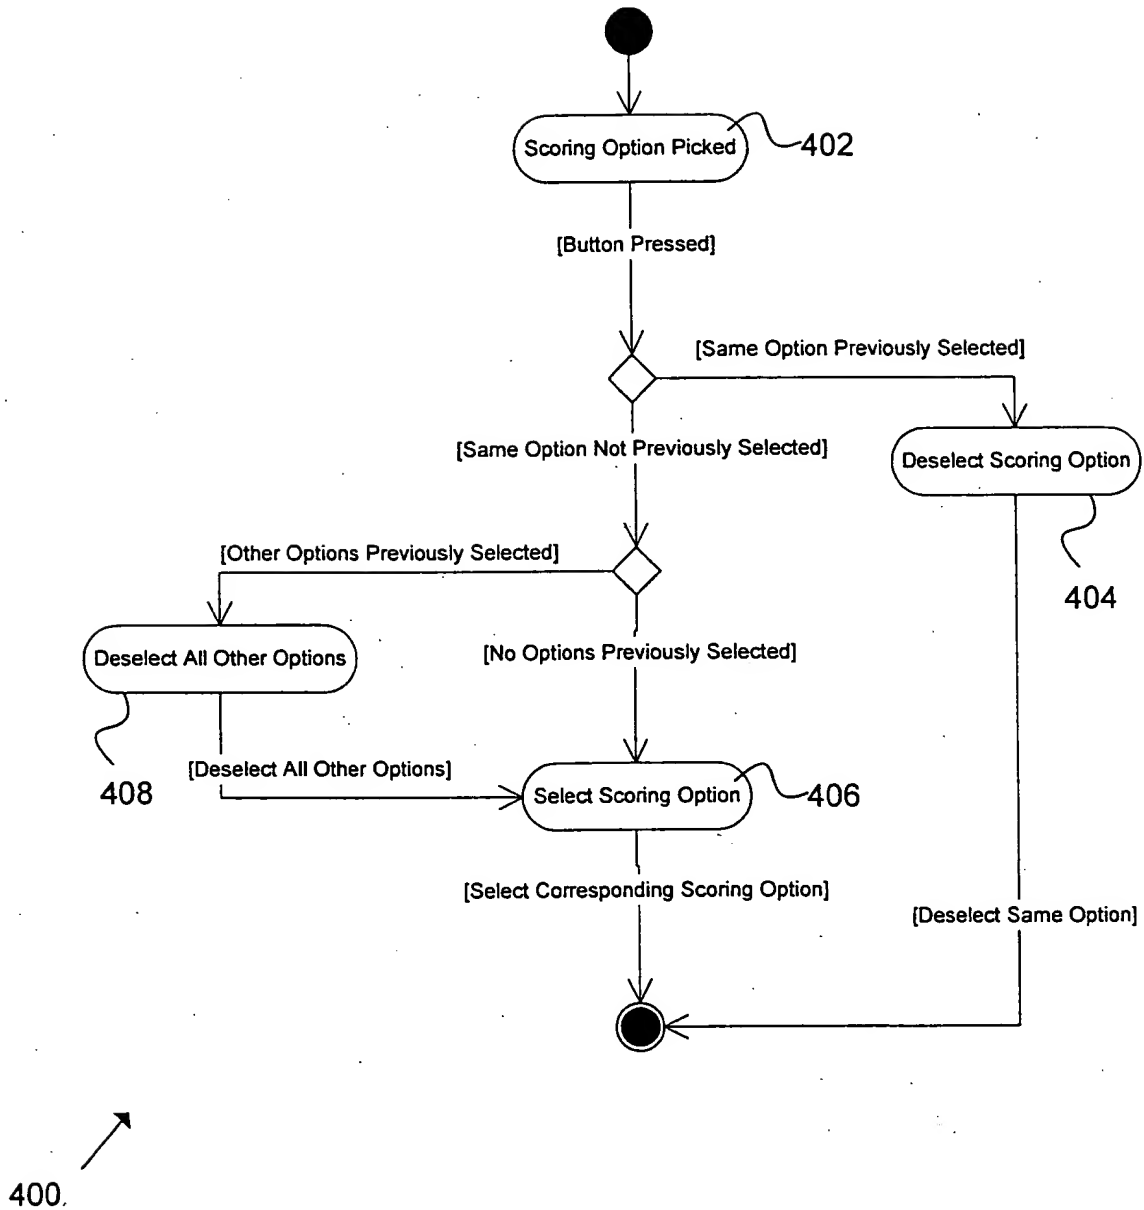 Scoring Option Picked
402
[Button Pressed]
[Same Option Previously Selected]
[Same Option Not Previously Selected]
Deselect Scoring Option
404
[Other Options Previously Selected]
[No Options Previously Selected]
Deselect All Other Options
408
[Deselect All Other Options]
Select Scoring Option
406
[Select Corresponding Scoring Option]
[Deselect Same Option]
400